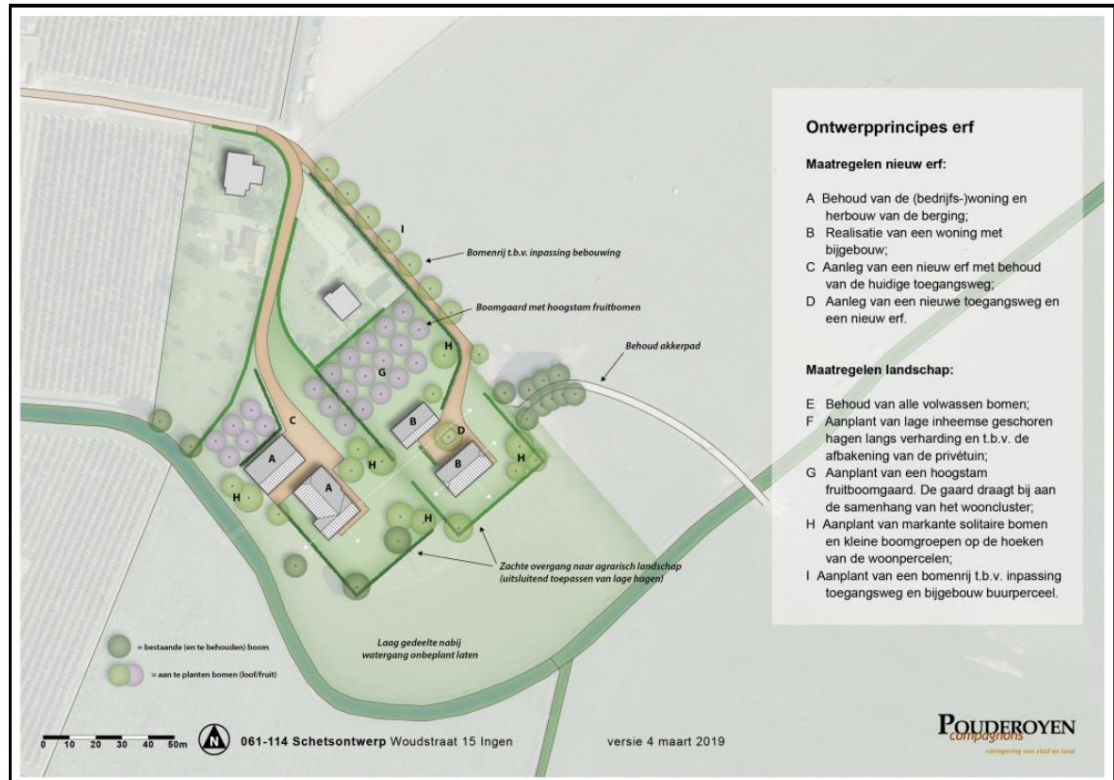 Ontwerpprincipes erf
Maatregelen nieuw erf:
A Behoud van de (bedrijfs-)woning en
herbouw van de berging;
B Realisatie van een woning met
bijgebouw;
C Aanleg van een nieuw erf met behoud
van de huidige toegangsweg;
D Aanleg van een nieuwe toegangsweg en
een nieuw erf.
Maatregelen landschap:
E Behoud van alle volwassen bomen;
F Aanplant van lage inheemse geschoren
hagen langs verharding en t.b.v. de
afbakening van de privétuin;
G Aanplant van een hoogstam
fruitboomgaard. De gaard draagt bij aan
de samenhang van het wooncluster;
H Aanplant van markante solitaire bomen
en kleine boomgroepen op de hoeken
van de woonpercelen;
I Aanplant van een bomenrij t.b.v. inpassing
toegangsweg en bijgebouw buurperceel.
I
Bomenrij t.b.v. inpassing bebouwing
Boomgaard met hoogstam fruitbomen
H
Behoud akkerpad
G
C
B
D
A
H
B
H
H
A
H
Zachte overgang naar agrarisch landschap
(uitsluitend toepassen van lage hagen)
Laag gedeelte nabij
watergang onbeplant laten
= bestaande (en te behouden) boom
= aan te planten bomen (loof/fruit)
0 10 20 30 40 50m
N
061-114 Schetsontwerp Woudstraat 15 Ingen
versie 4 maart 2019
POUDEROYEN
compagnons
vormgeving van stad en land